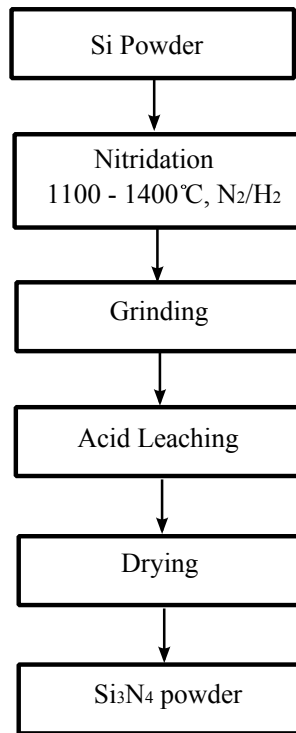 Si Powder
Nitridation
1100 - 1400℃, N₂/H₂
Grinding
Acid Leaching
Drying
Si₃N₄ powder